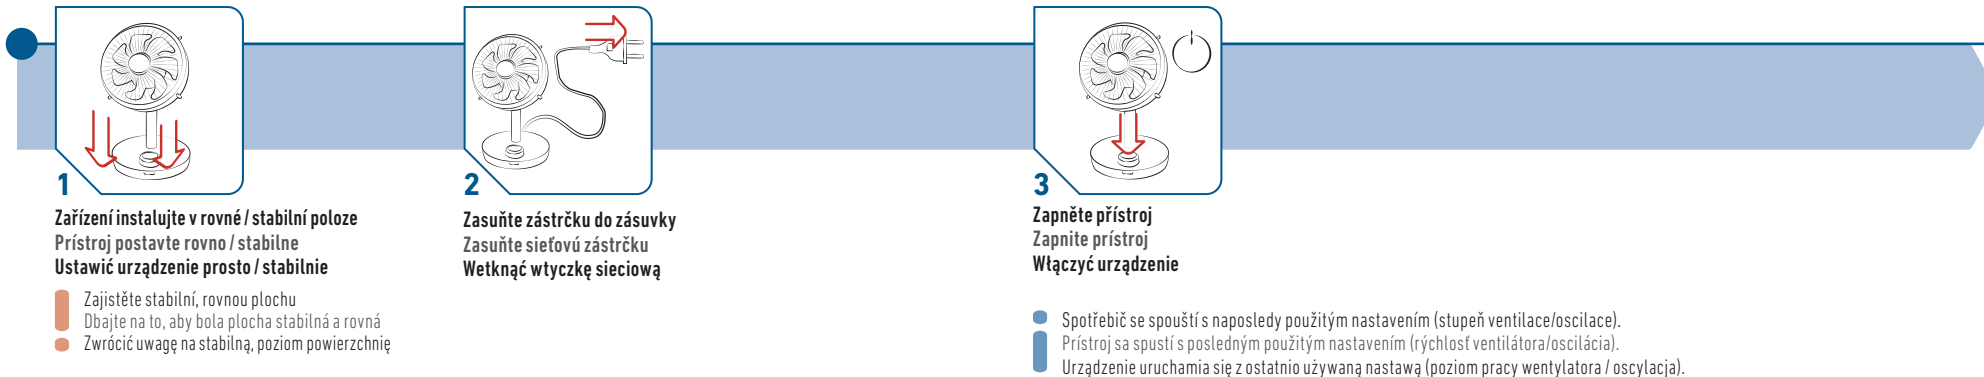 1
Zařízení instalujte v rovné / stabilní poloze
Prístroj postavte rovno / stabilne
Ustawić urządzenie prosto / stabilnie
Zajistěte stabilní, rovnou plochu
Dbajte na to, aby bola plocha stabilná a rovná
Zwrócić uwagę na stabilną, poziom powierzchnię
2
Zasuňte zástrčku do zásuvky
Zasuňte sieťovú zástrčku
Wetknąć wtyczkę sieciową
3
Zapněte přístroj
Zapnite prístroj
Włączyć urządzenie
Spotřebič se spouští s naposledy použitým nastavením (stupeň ventilace/oscilace).
Prístroj sa spustí s posledným použitým nastavením (rýchlosť ventilátora/oscilácia).
Urządzenie uruchamia się z ostatnio używaną nastawą (poziom pracy wentylatora / oscylacja).